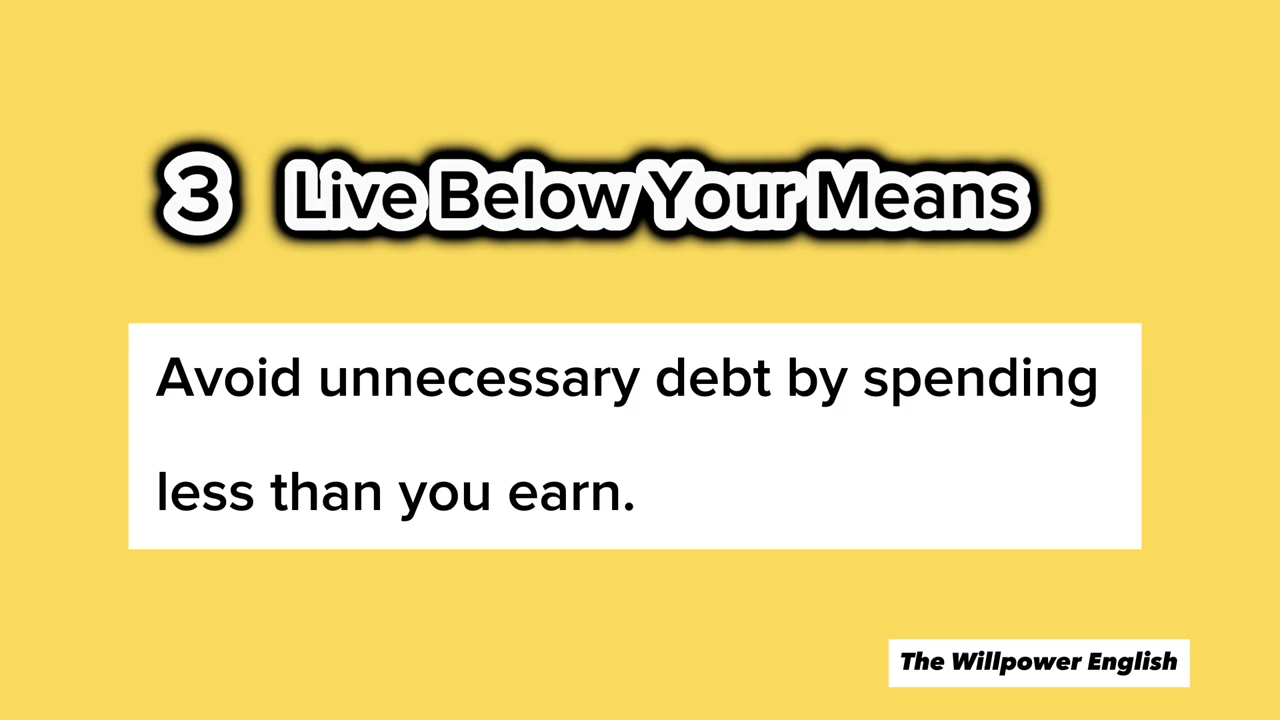 3 Live Below Your Means
Avoid unnecessary debt by spending
less than you earn.
The Willpower English